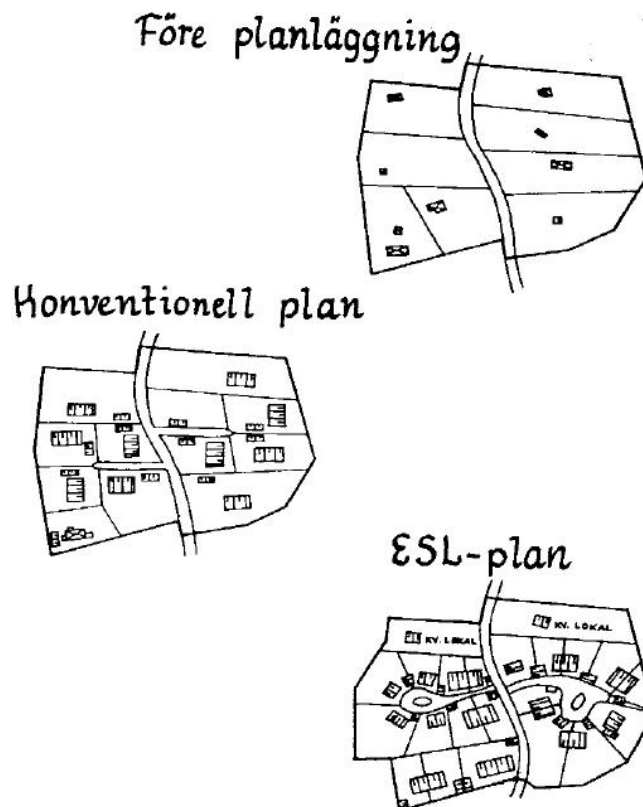 Före planläggning
Konventionell plan
ESL-plan
KV. LOKAL
KV. LOKAL